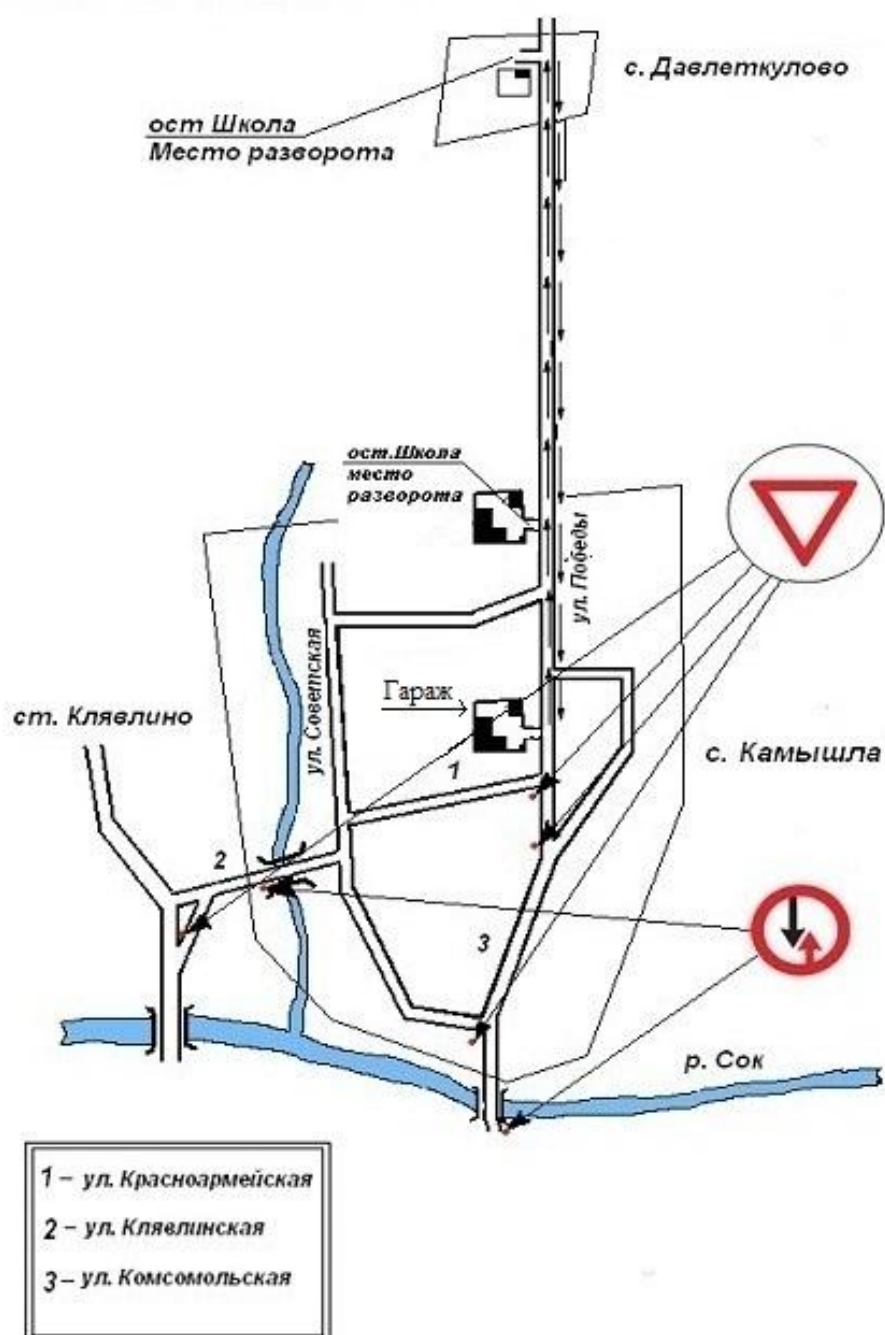 с. Давлеткулово
ост Школа
Место разворота
ост.Школа
место
разворота
ул. Победы
ул. Советская
Гараж
ст. Клявлино
1
с. Камышла
2
3
р. Сок
1 – ул. Красноармейская
2 – ул. Клявлинская
3 – ул. Комсомольская